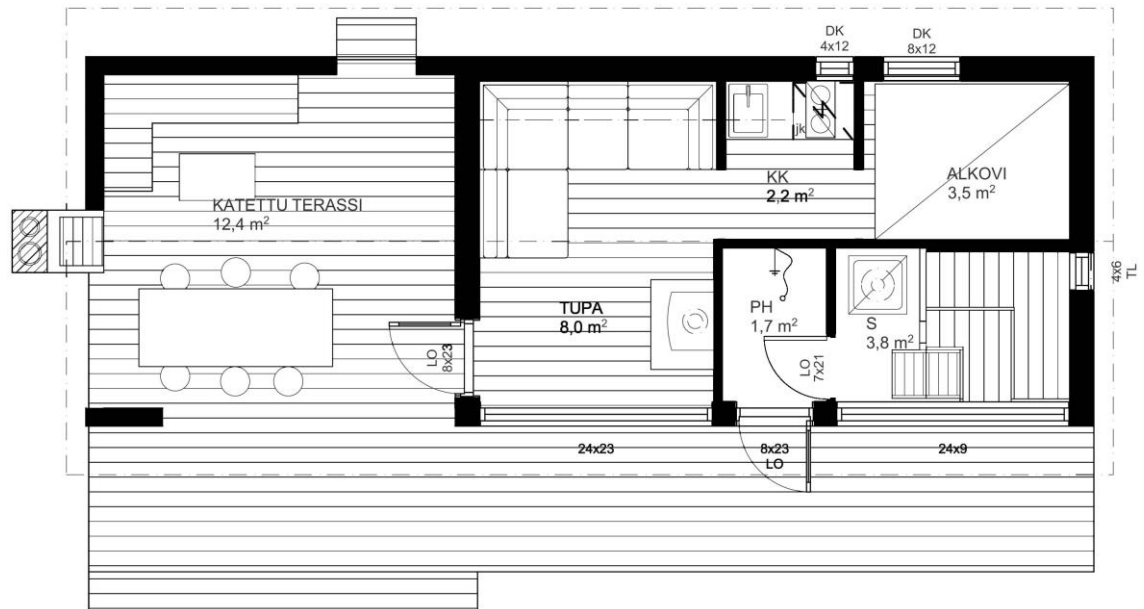 DK
4x12
DK
8x12
jk
KK
2,2 m²
ALKOVI
3,5 m²
KATETTU TERASSI
12,4 m²
4x6
TL
TUPA
8,0 m²
PH
1,7 m²
S
3,8 m²
LO
8x23
LO
7x21
24x23
8x23
LO
24x9